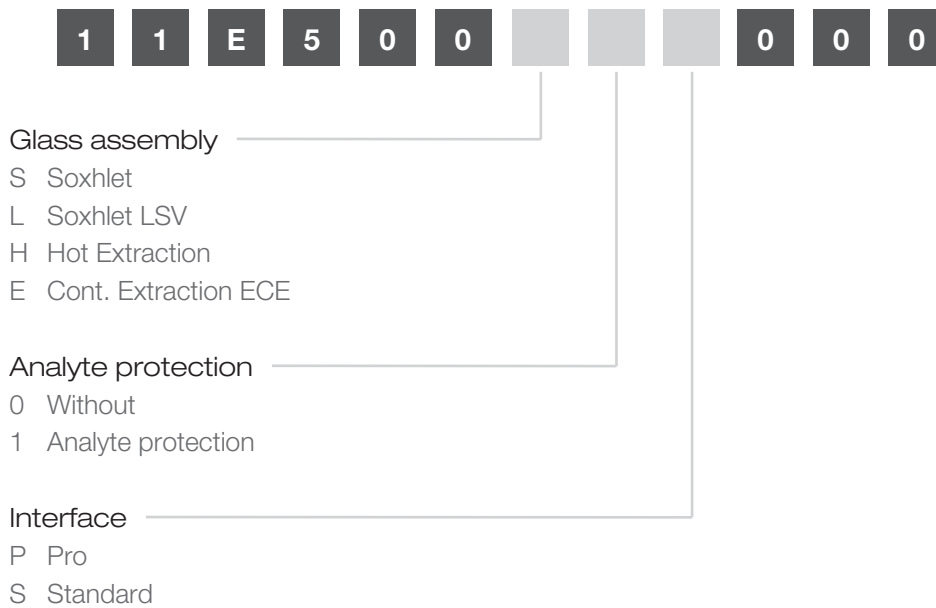 1 1 E 5 0 0 0 0 0
Glass assembly
S Soxhlet
L Soxhlet LSV
H Hot Extraction
E Cont. Extraction ECE
Analyte protection
0 Without
1 Analyte protection
Interface
P Pro
S Standard